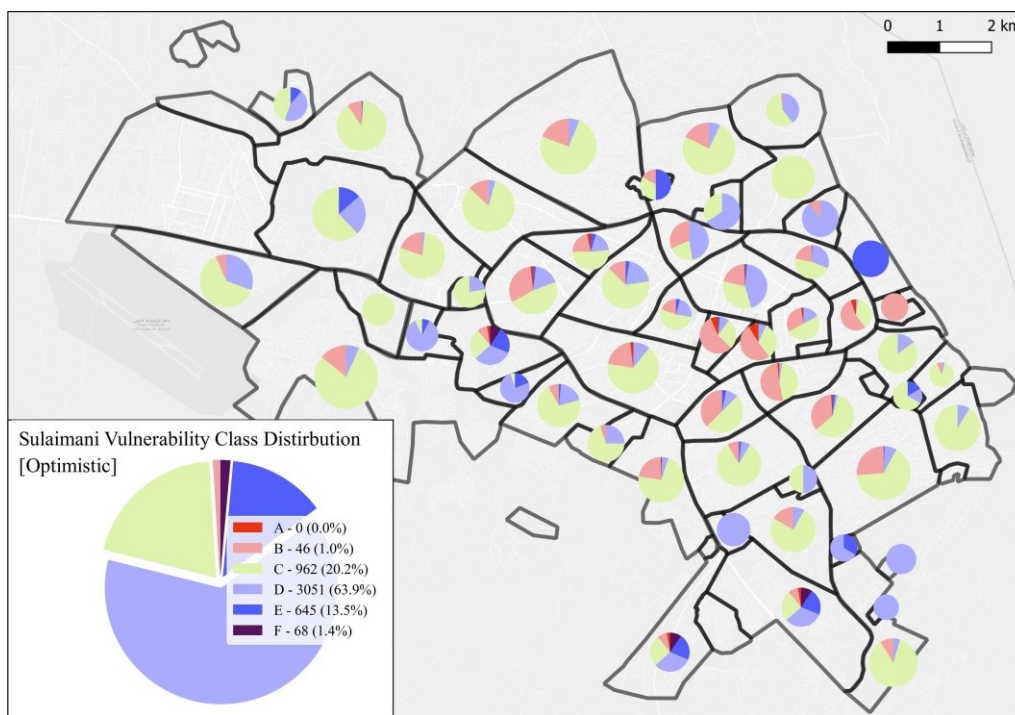 0 1 2 km
Sulaimani Vulnerability Class Distirbution
[Optimistic]
A - 0 (0.0%)
B - 46 (1.0%)
C - 962 (20.2%)
D - 3051 (63.9%)
E - 645 (13.5%)
F - 68 (1.4%)